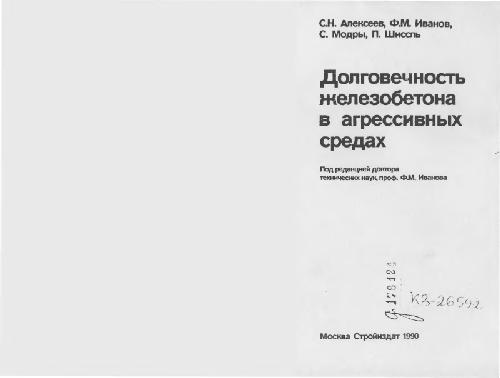 С.Н. Алексеев, Ф.М. Иванов,
С. Модры, П. Шиссль
Долговечность
железобетона
в агрессивных
средах
Под редакцией доктора
технических наук, проф. Ф.М. Иванова
КЗ-26592
Москва Стройиздат 1990